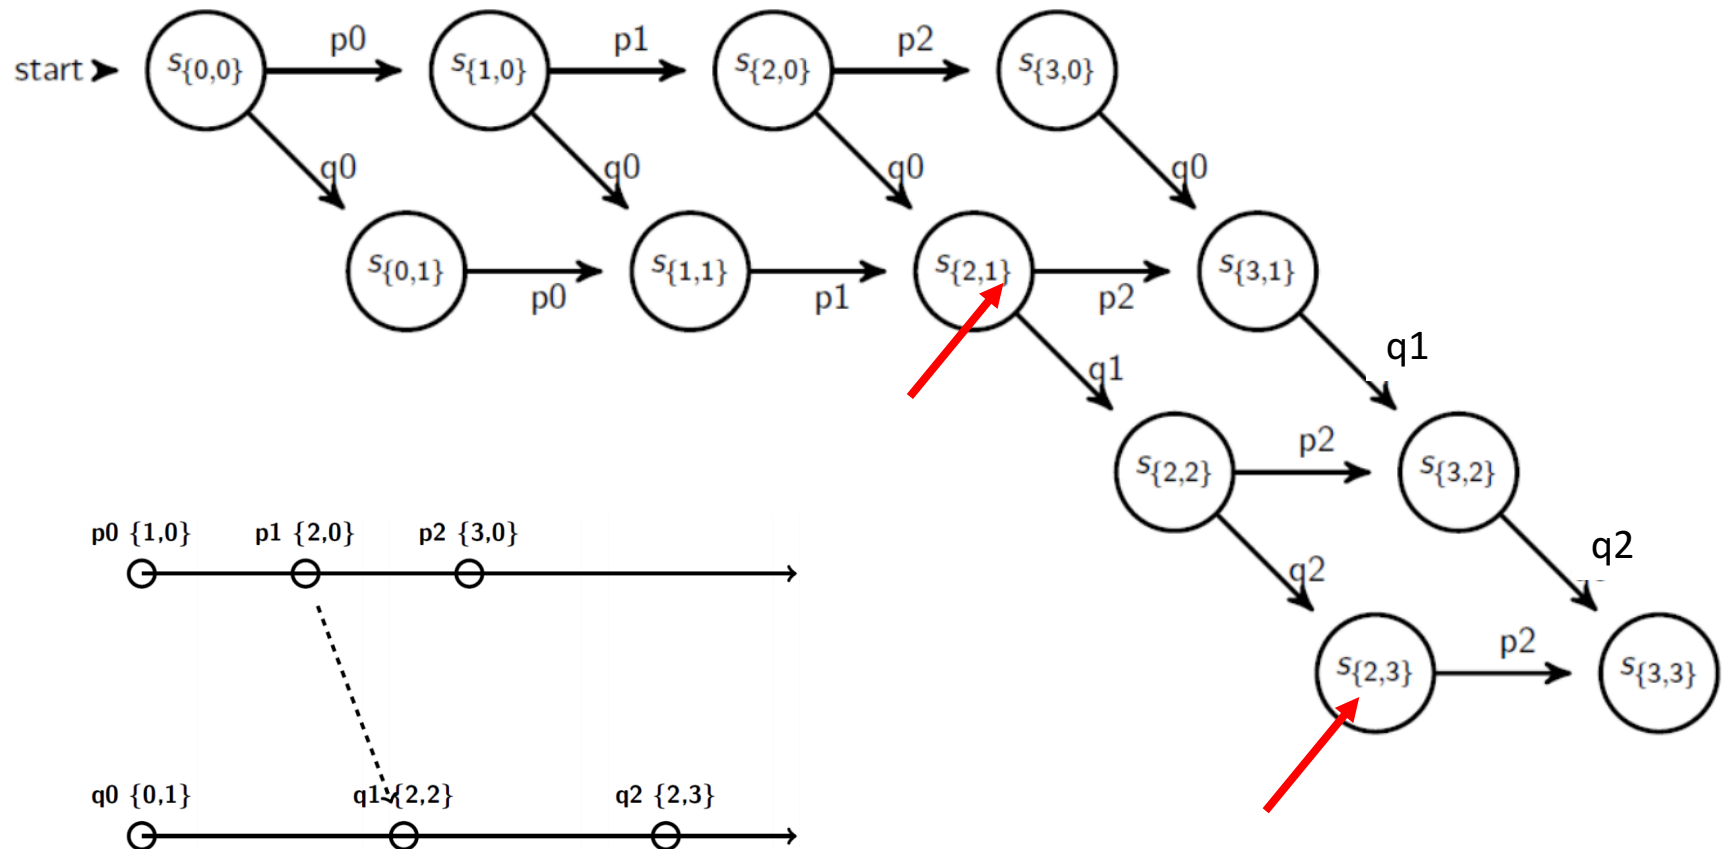 p0 p1 p2
start S{0,0} S{1,0} S{2,0} S{3,0}
q0 q0 q0 q0
S{0,1} S{1,1} S{2,1} S{3,1}
p0 p1 p2
q1 q1
p2
S{2,2} S{3,2}
p0 {1,0} p1 {2,0} p2 {3,0}
q2 q2
p2
S{2,3} S{3,3}
q0 {0,1} q1 {2,2} q2 {2,3}